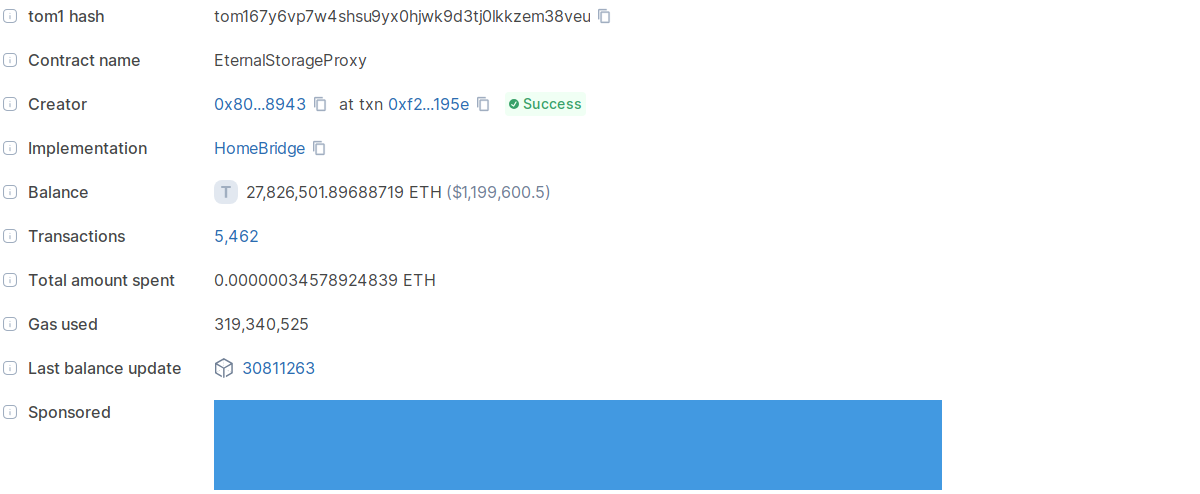 tom1 hash tom167y6vp7w4shsu9yx0hjwk9d3tj0lkkzem38veu
Contract name EternalStorageProxy
Creator 0x80...8943 at txn 0xf2...195e Success
Implementation HomeBridge
Balance T 27,826,501.89688719 ETH ($1,199,600.5)
Transactions 5,462
Total amount spent 0.00000034578924839 ETH
Gas used 319,340,525
Last balance update 30811263
Sponsored